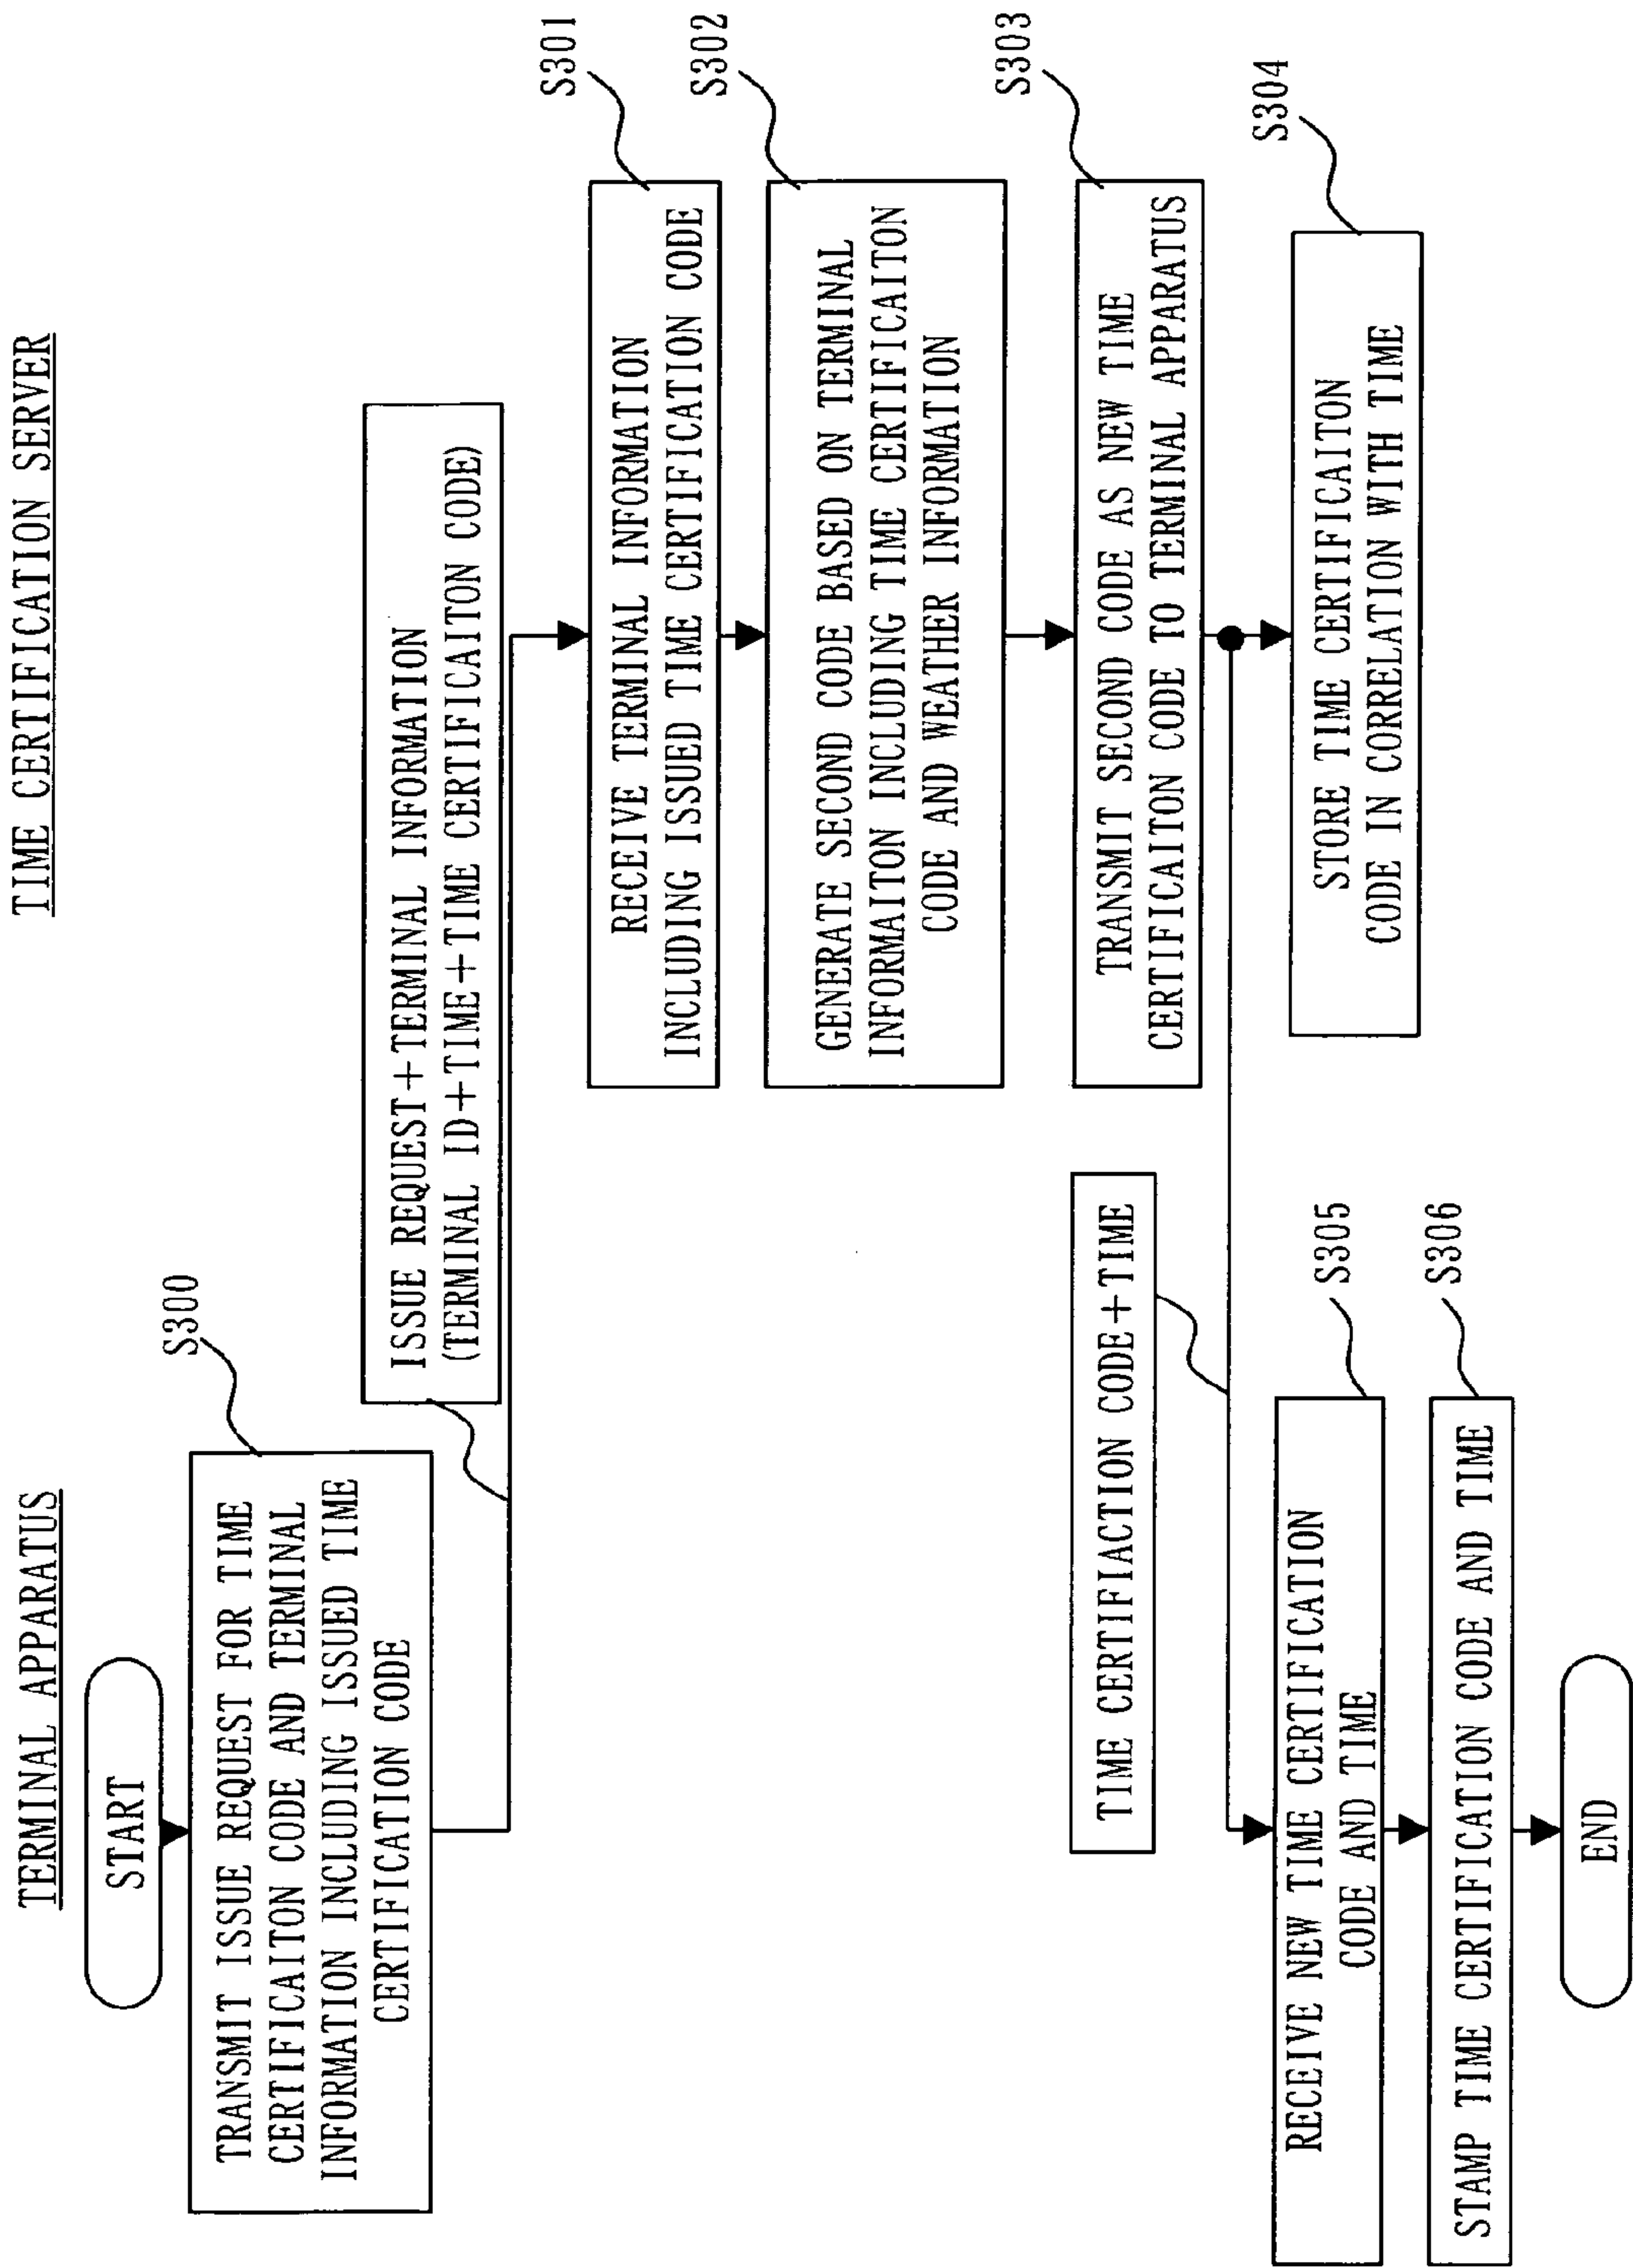 TERMINAL APPARATUS
TIME CERTIFICATION SERVER
START
S300
TRANSMIT ISSUE REQUEST FOR TIME
CERTIFICAITON CODE AND TERMINAL
INFORMATION INCLUDING ISSUED TIME
CERTIFICATION CODE
ISSUE REQUEST+TERMINAL INFORMATION
(TERMINAL ID+TIME+TIME CERTIFICAITON CODE)
S301
RECEIVE TERMINAL INFORMATION
INCLUDING ISSUED TIME CERTIFICATION CODE
S302
GENERATE SECOND CODE BASED ON TERMINAL
INFORMAITON INCLUDING TIME CERTIFICAITON
CODE AND WEATHER INFORMATION
S303
TRANSMIT SECOND CODE AS NEW TIME
CERTIFICAITON CODE TO TERMINAL APPARATUS
TIME CERTIFIACTION CODE+TIME
S304
STORE TIME CERTIFICAITON
CODE IN CORRELATION WITH TIME
S305
RECEIVE NEW TIME CERTIFICATION
CODE AND TIME
S306
STAMP TIME CERTIFICATION CODE AND TIME
END